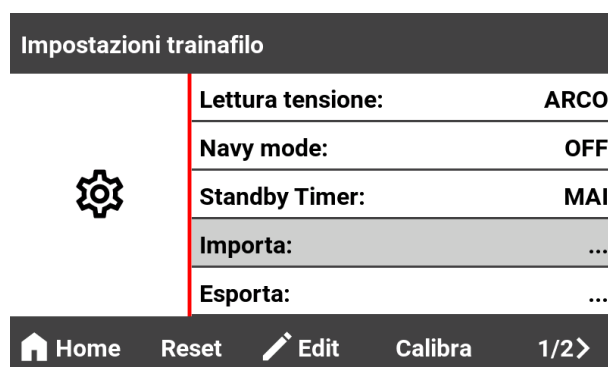 Impostazioni trainafilo
Lettura tensione: ARCO
Navy mode: OFF
Standby Timer: MAI
Importa: ...
Esporta: ...
Home Reset Edit Calibra 1/2>